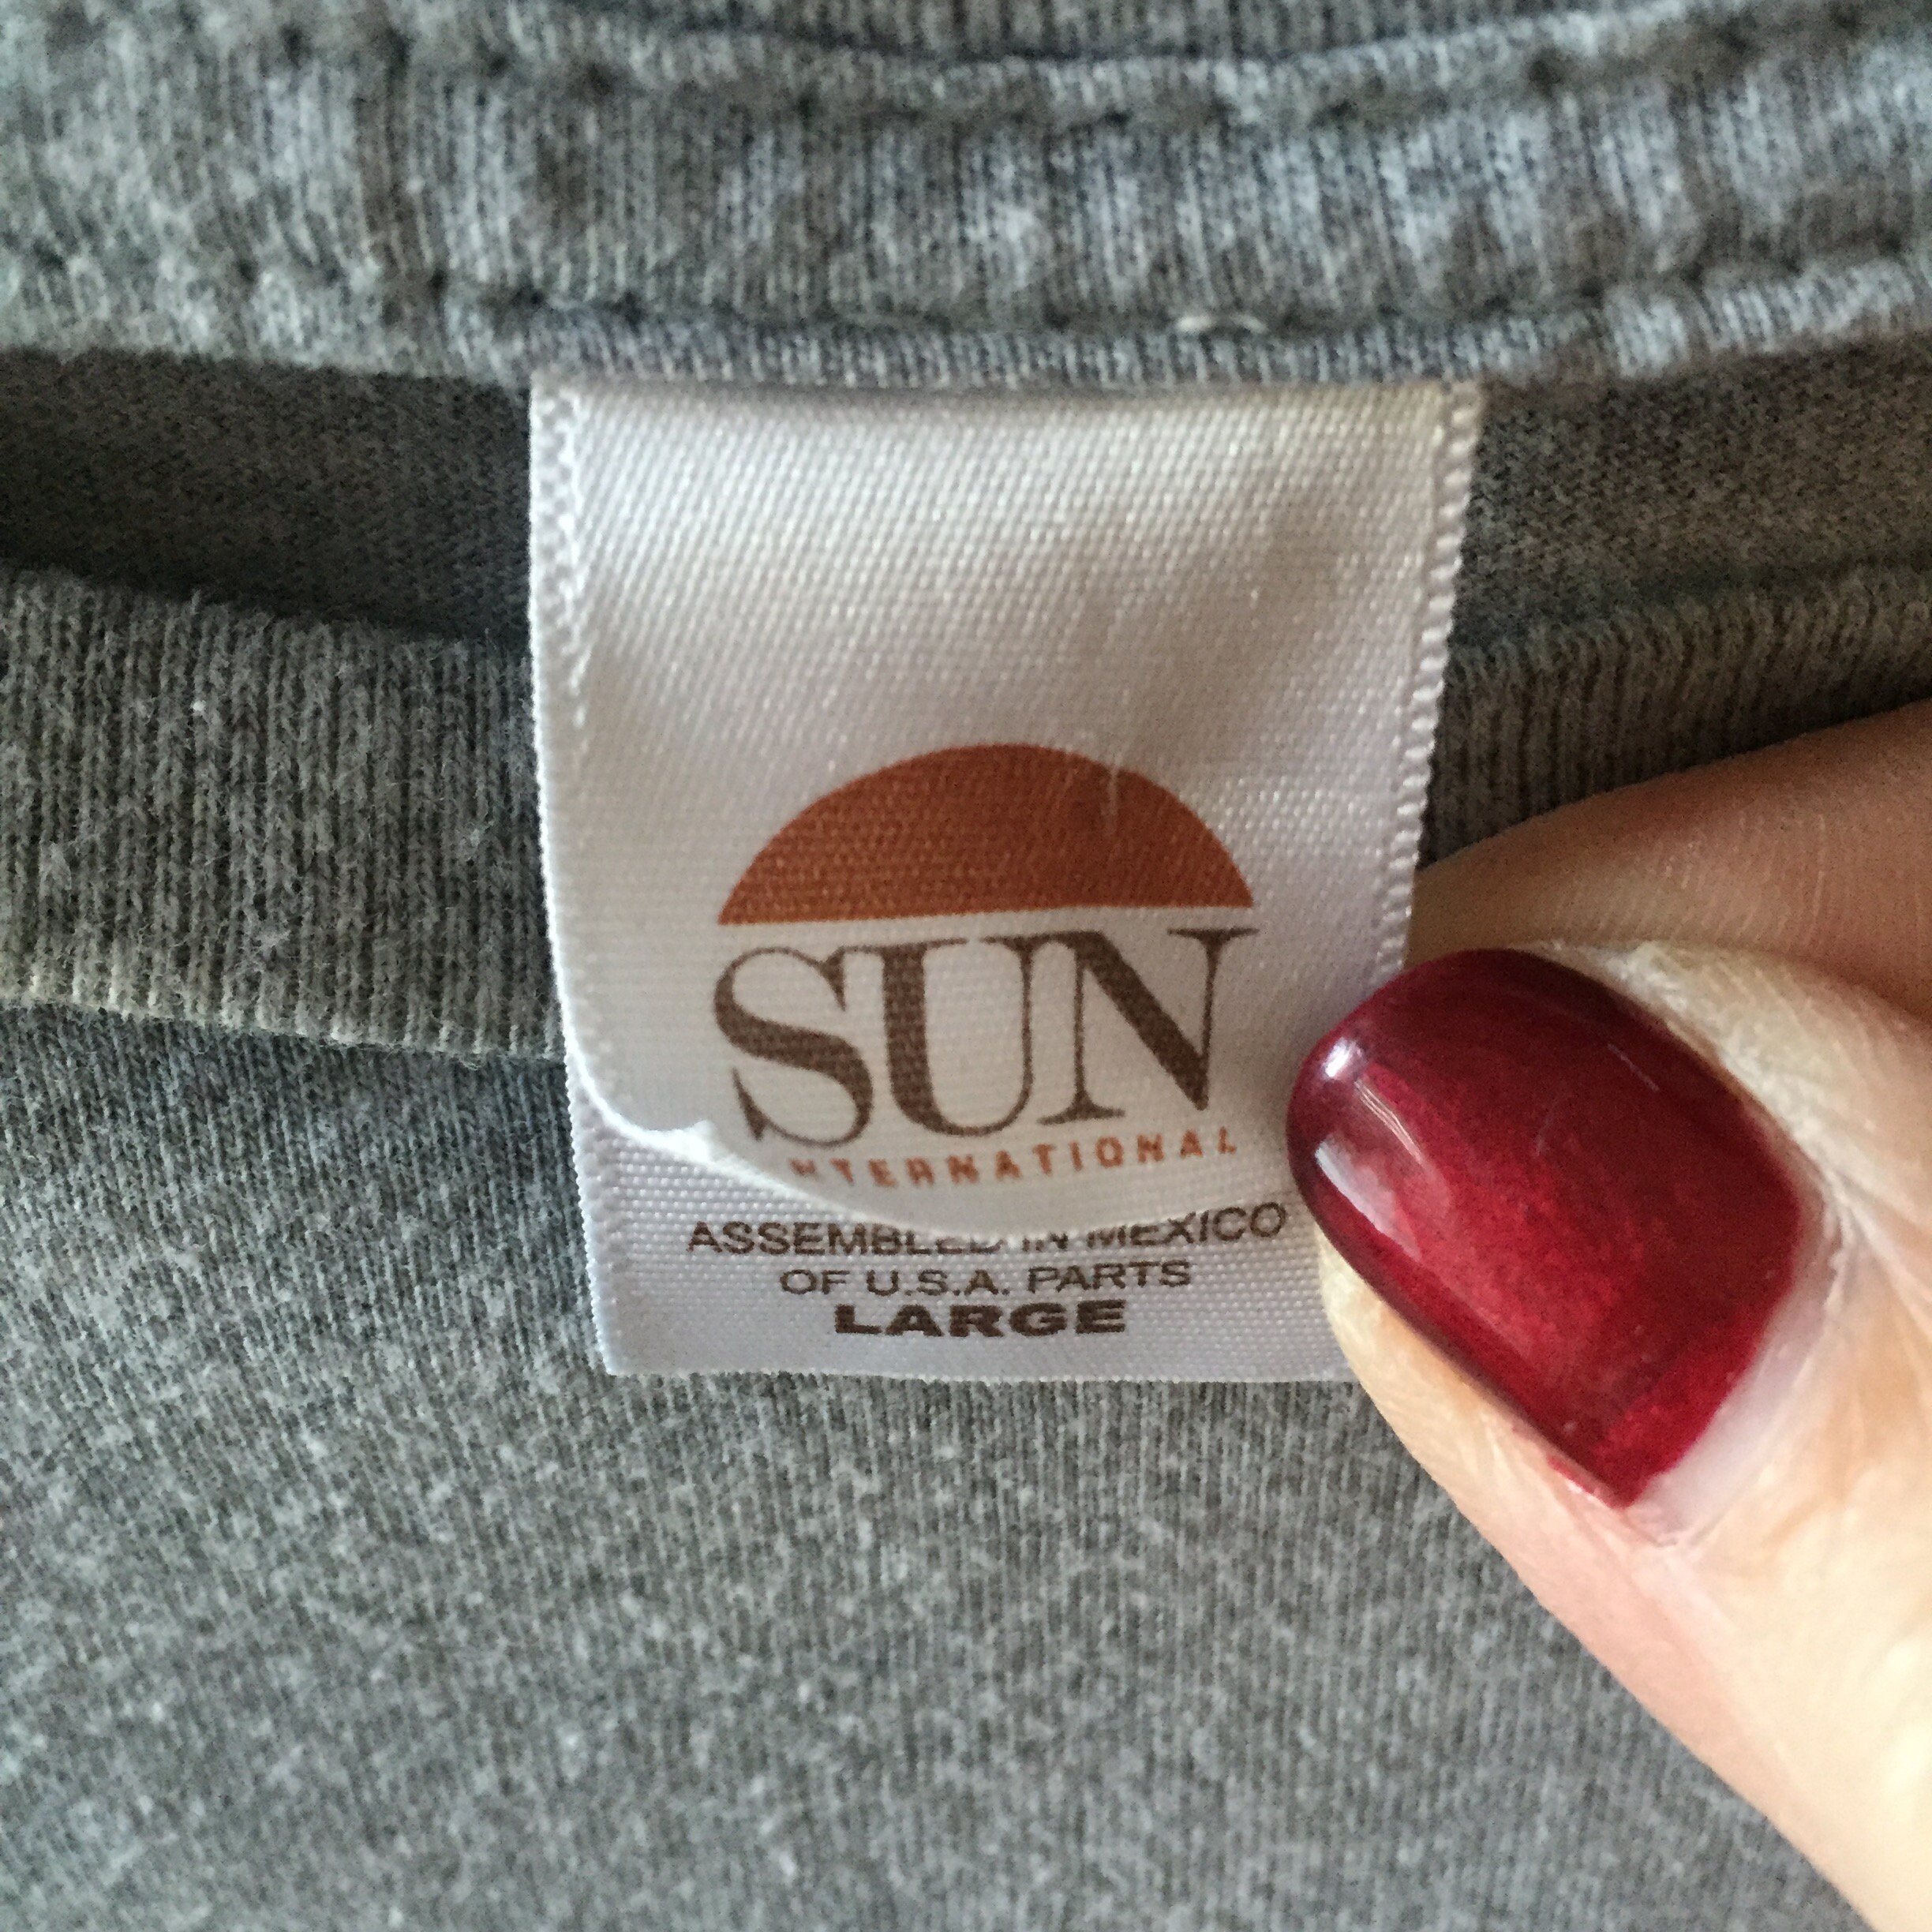 SUN
INTERNATIONAL
ASSEMBLED IN MEXICO
OF U.S.A. PARTS
LARGE